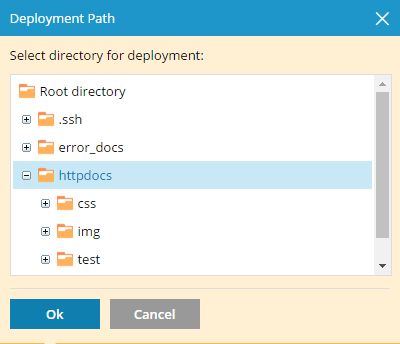 Deployment Path
Select directory for deployment:
Root directory
.ssh
error_docs
httpdocs
css
img
test
Ok
Cancel